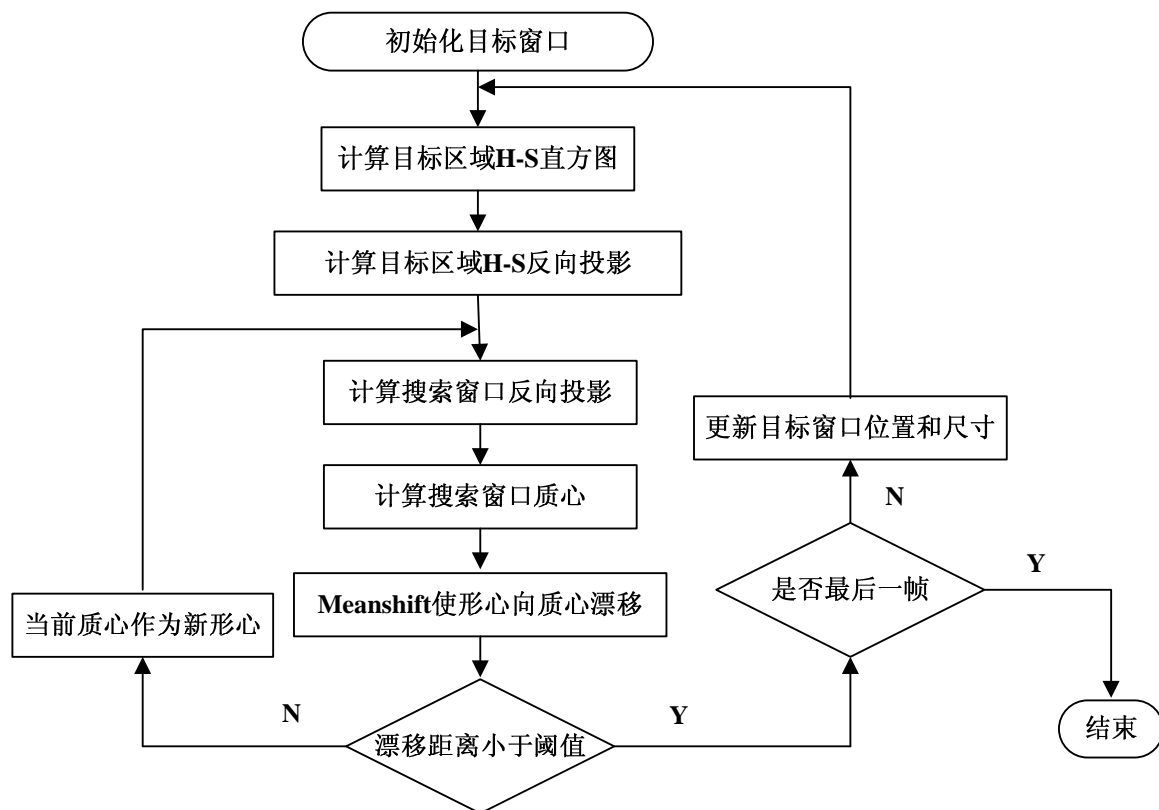 初始化目标窗口
计算目标区域H-S直方图
计算目标区域H-S反向投影
计算搜索窗口反向投影
计算搜索窗口质心
Meanshift使形心向质心漂移
漂移距离小于阈值
N
当前质心作为新形心
Y
是否最后一帧
N
更新目标窗口位置和尺寸
Y
结束